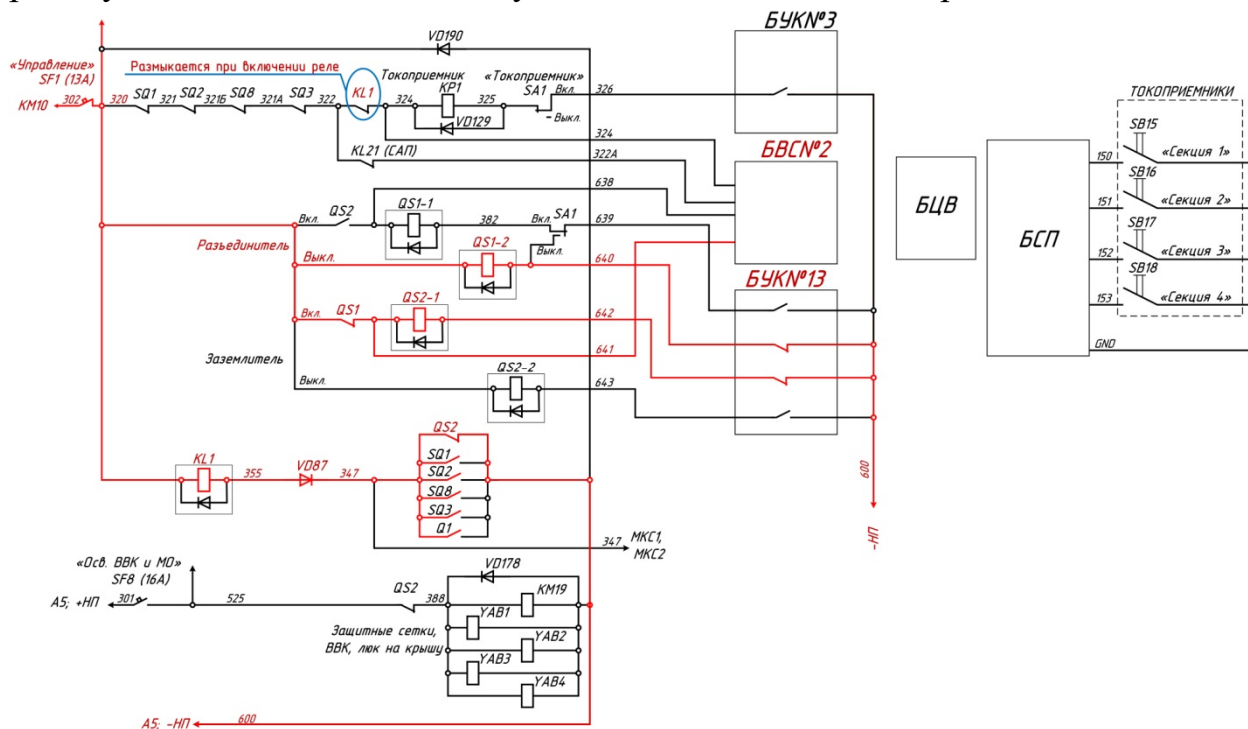 БУК№3
VD190
«Управление»
SF1 (13А)
Размыкается при включении реле
Токоприемник
«Токоприемник»
КМ10
302
320
SQ1
321
SQ2
321Б
SQ8
321А
SQ3
322
KL1
324
КР1
325
SA1
Вкл.
326
Выкл.
VD129
324
KL21 (САП)
322А
БВС№2
638
Вкл.
QS2
QS1-1
382
Вкл.
SA1
639
Выкл.
Разъединитель
Выкл.
QS1-2
640
БУК№13
Вкл.
QS1
QS2-1
642
641
Заземлитель
Выкл.
QS2-2
643
KL1
355
VD87
347
QS2
SQ1
SQ2
SQ8
SQ3
Q1
600
-НП
347
МКС1,
МКС2
«Осв. ВВК и МО»
SF8 (16А)
А5; +НП
301
525
QS2
388
VD178
КМ19
YAB1
YAB2
YAB3
YAB4
Защитные сетки,
ВВК, люк на крышу
А5; -НП
600
БЦВ
БСП
ТОКОПРИЕМНИКИ
SB15
150
«Секция 1»
SB16
151
«Секция 2»
SB17
152
«Секция 3»
SB18
153
«Секция 4»
GND